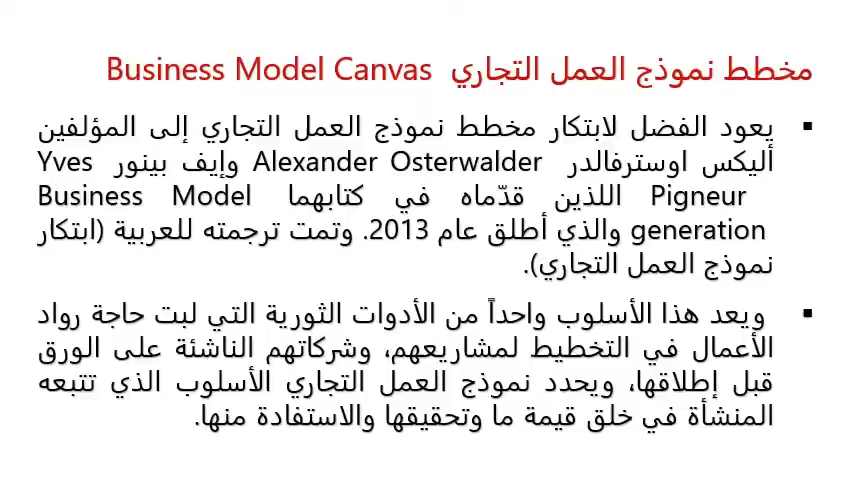 مخطط نموذج العمل التجاري Business Model Canvas
▪ يعود الفضل لابتكار مخطط نموذج العمل التجاري إلى المؤلفين
أليكس اوسترفالدر Alexander Osterwalder وإيف بينور Yves
Pigneur اللذين قدّماه في كتابهما Business Model
generation والذي أطلق عام 2013. وتمت ترجمته للعربية (ابتكار
نموذج العمل التجاري).
▪ ويعد هذا الأسلوب واحداً من الأدوات الثورية التي لبت حاجة رواد
الأعمال في التخطيط لمشاريعهم، وشركاتهم الناشئة على الورق
قبل إطلاقها، ويحدد نموذج العمل التجاري الأسلوب الذي تتبعه
المنشأة في خلق قيمة ما وتحقيقها والاستفادة منها.